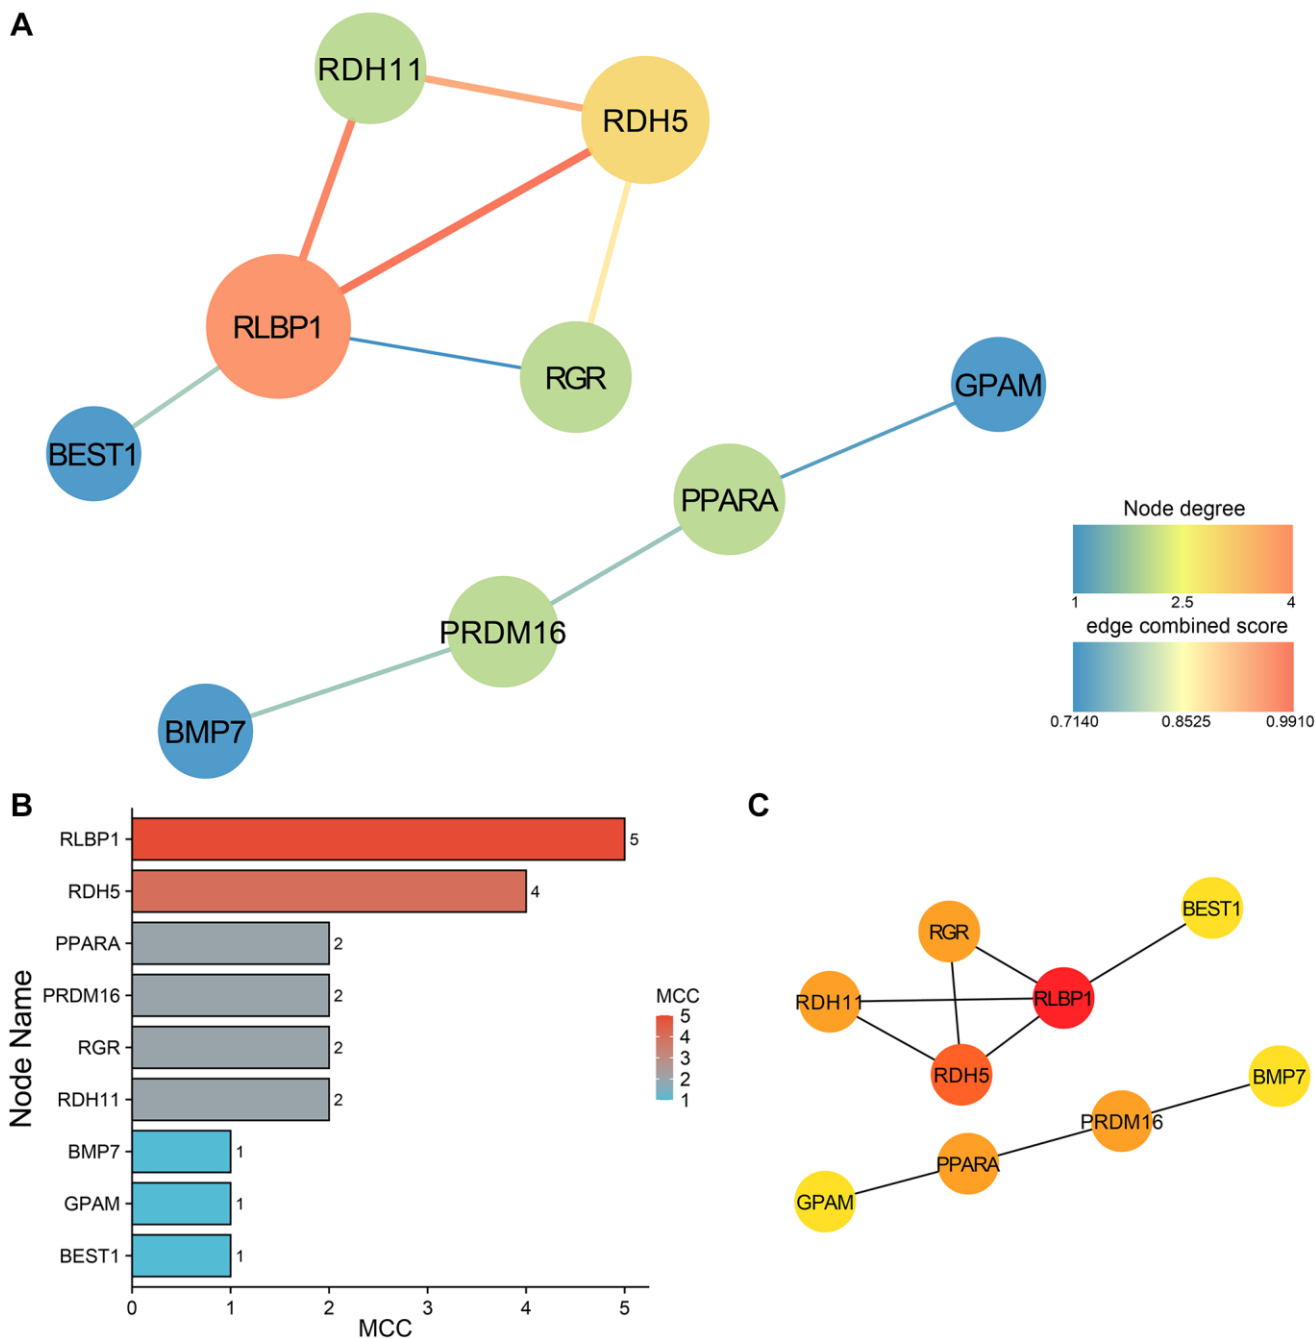 A
RDH11
RDH5
RLBP1
RGR
GPAM
BEST1
PPARA
Node degree
1 2.5 4
PRDM16
edge combined score
0.7140 0.8525 0.9910
BMP7
B
RLBP1 5
RDH5 4
PPARA 2
PRDM16 2
RGR 2
RDH11 2
BMP7 1
GPAM 1
BEST1 1
Node Name
0 1 2 3 4 5
MCC
MCC
5
4
3
2
1
C
BEST1
RGR
RDH11
RLBP1
RDH5
BMP7
PRDM16
PPARA
GPAM